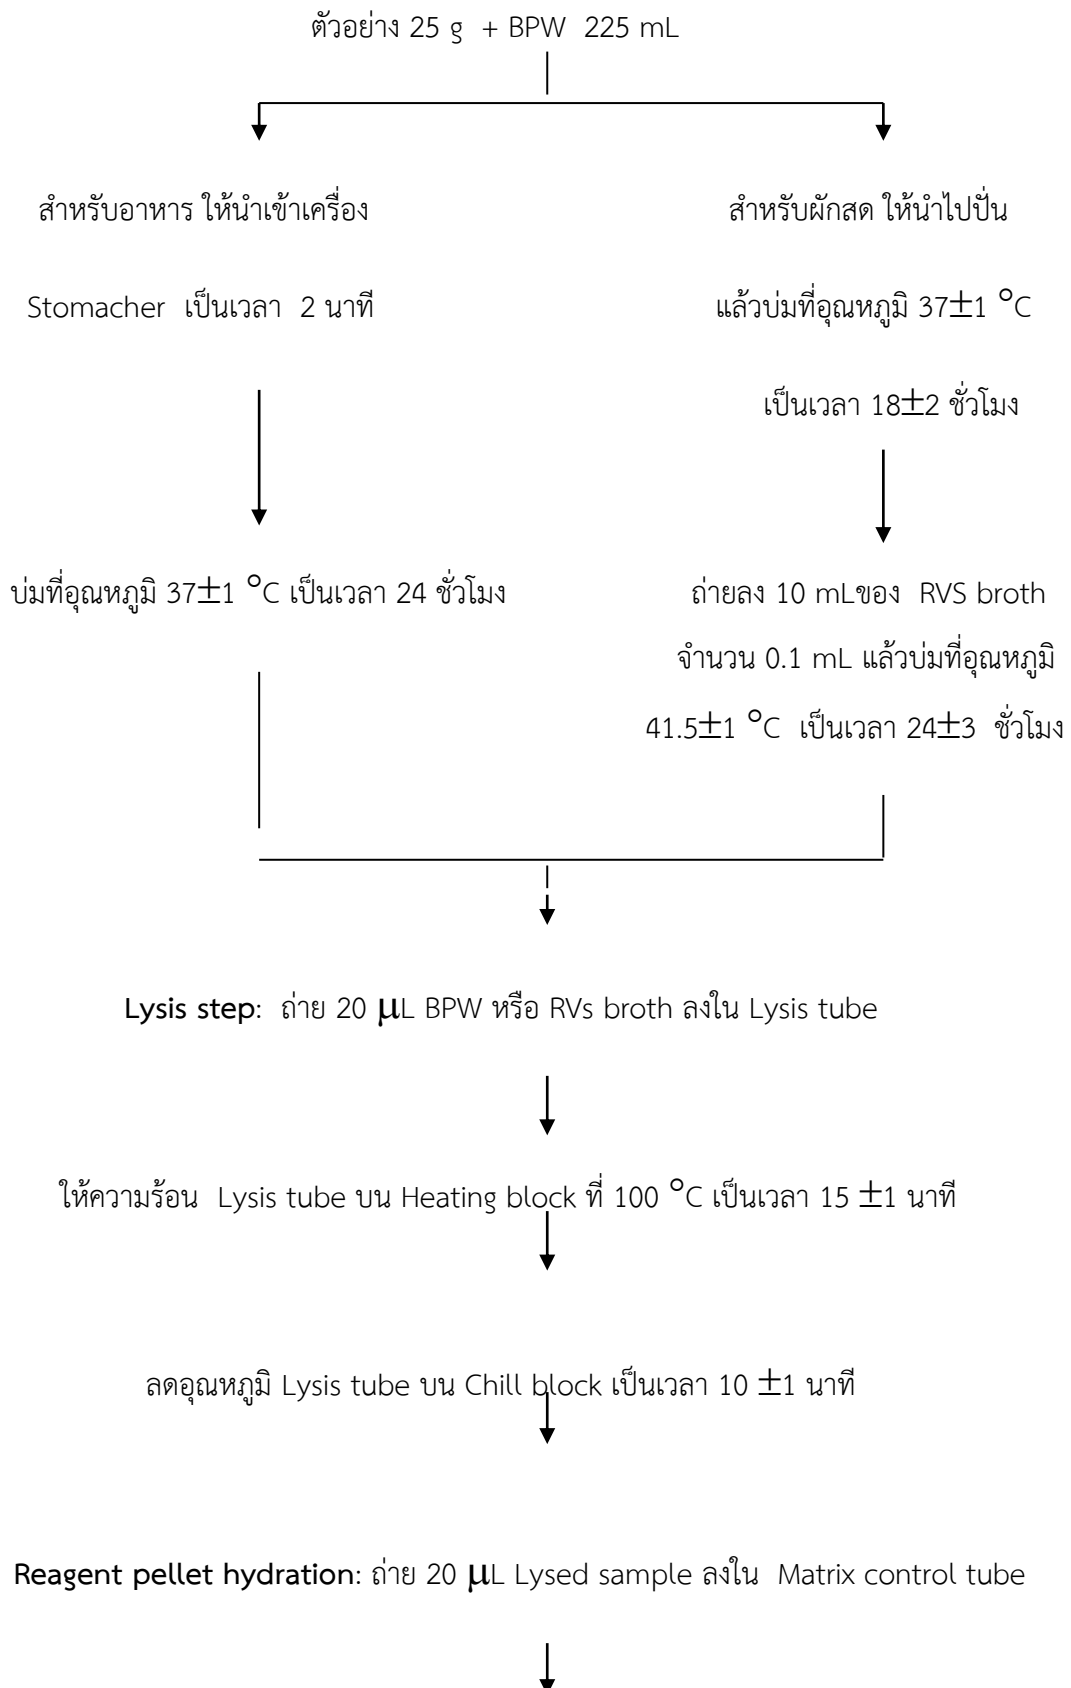 ตัวอย่าง 25 g + BPW 225 mL
สำหรับอาหาร ให้นำเข้าเครื่อง
Stomacher เป็นเวลา 2 นาที
บ่มที่อุณหภูมิ 37±1 °C เป็นเวลา 24 ชั่วโมง
สำหรับผักสด ให้นำไปปั่น
แล้วบ่มที่อุณหภูมิ 37±1 °C
เป็นเวลา 18±2 ชั่วโมง
ถ่ายลง 10 mLของ RVS broth
จำนวน 0.1 mL แล้วบ่มที่อุณหภูมิ
41.5±1 °C เป็นเวลา 24±3 ชั่วโมง
Lysis step: ถ่าย 20 μL BPW หรือ RVs broth ลงใน Lysis tube
ให้ความร้อน Lysis tube บน Heating block ที่ 100 °C เป็นเวลา 15 ±1 นาที
ลดอุณหภูมิ Lysis tube บน Chill block เป็นเวลา 10 ±1 นาที
Reagent pellet hydration: ถ่าย 20 μL Lysed sample ลงใน Matrix control tube